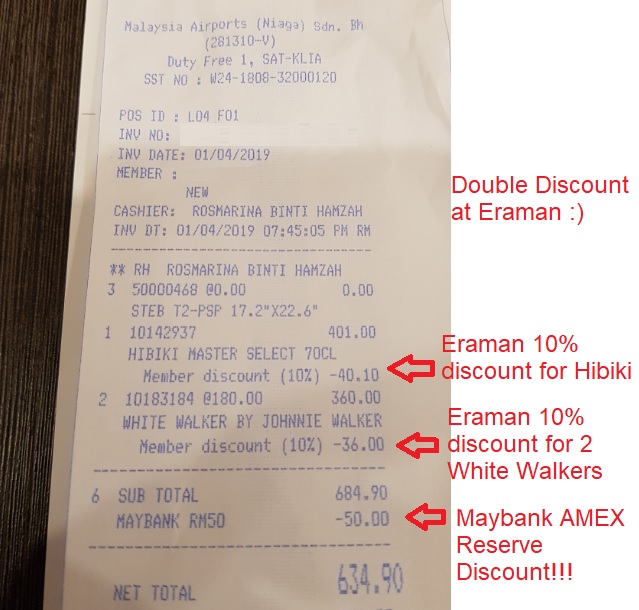 Malaysia Airports (Niaga) Sdn. Bh
(281310-V)
Duty Free 1, SAT-KLIA
SST NO : W24-1808-32000120
POS ID : L04 F01
INV NO:
INV DATE: 01/04/2019
MEMBER :
NEW
CASHIER: ROSMARINA BINTI HAMZAH
INV DT: 01/04/2019 07:45:05 PM RM
** RH ROSMARINA BINTI HAMZAH
3 50000468 @0.00 0.00
STEB T2-PSP 17.2"X22.6"
1 10142937 401.00
HIBIKI MASTER SELECT 70CL
Member discount (10%) -40.10
2 10183184 @180.00 360.00
WHITE WALKER BY JOHNNIE WALKER
Member discount (10%) -36.00
6 SUB TOTAL 684.90
MAYBANK RM50 -50.00
NET TOTAL 634.90
Double Discount
at Eraman :)
Eraman 10%
discount for Hibiki
Eraman 10%
discount for 2
White Walkers
Maybank AMEX
Reserve
Discount!!!